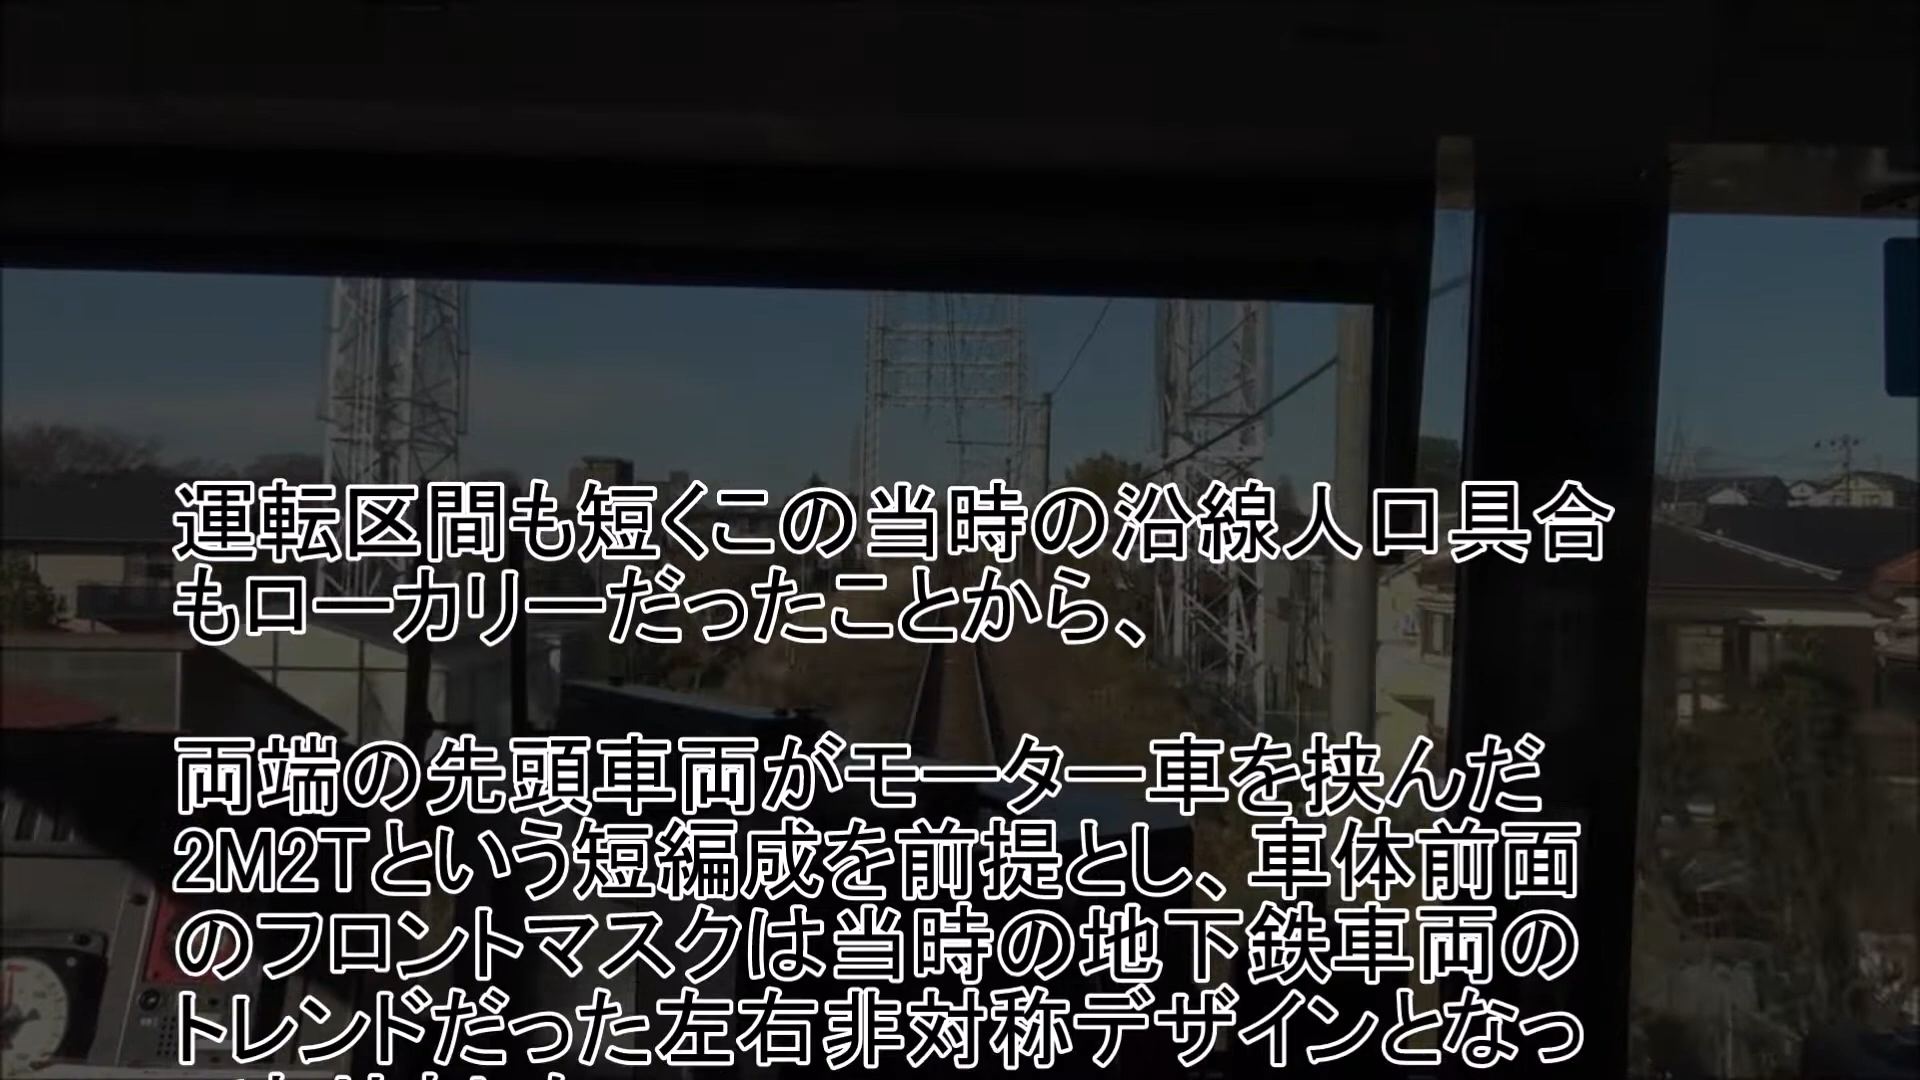 運転区間も短くこの当時の沿線人口具合
もローカリーだったことから、
両端の先頭車両がモーター車を挟んだ
2M2Tという短編成を前提とし、車体前面
のフロントマスクは当時の地下鉄車両の
トレンドだった左右非対称デザインとなっ